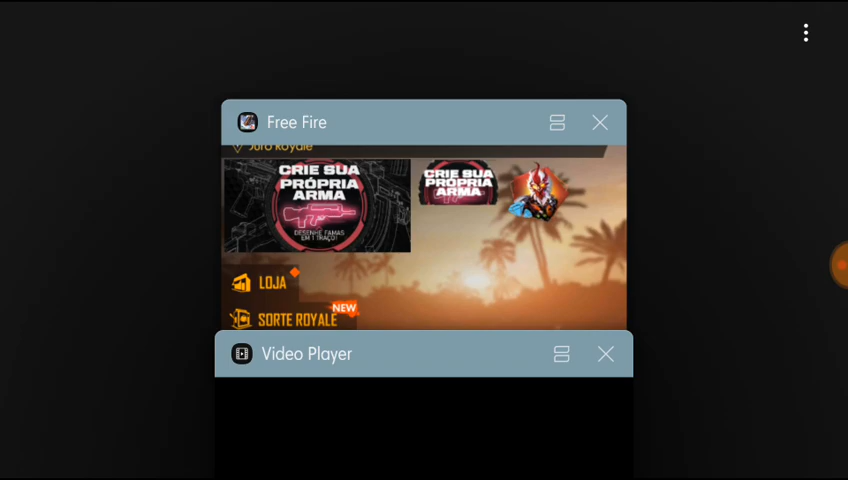 Free Fire
CRIE SUA
PRÓPRIA
ARMA
DESENHE FAMAS
EM 1 TRAÇO!
CRIE SUA
PRÓPRIA
ARMA
LOJA
NEW
SORTE ROYALE
Video Player